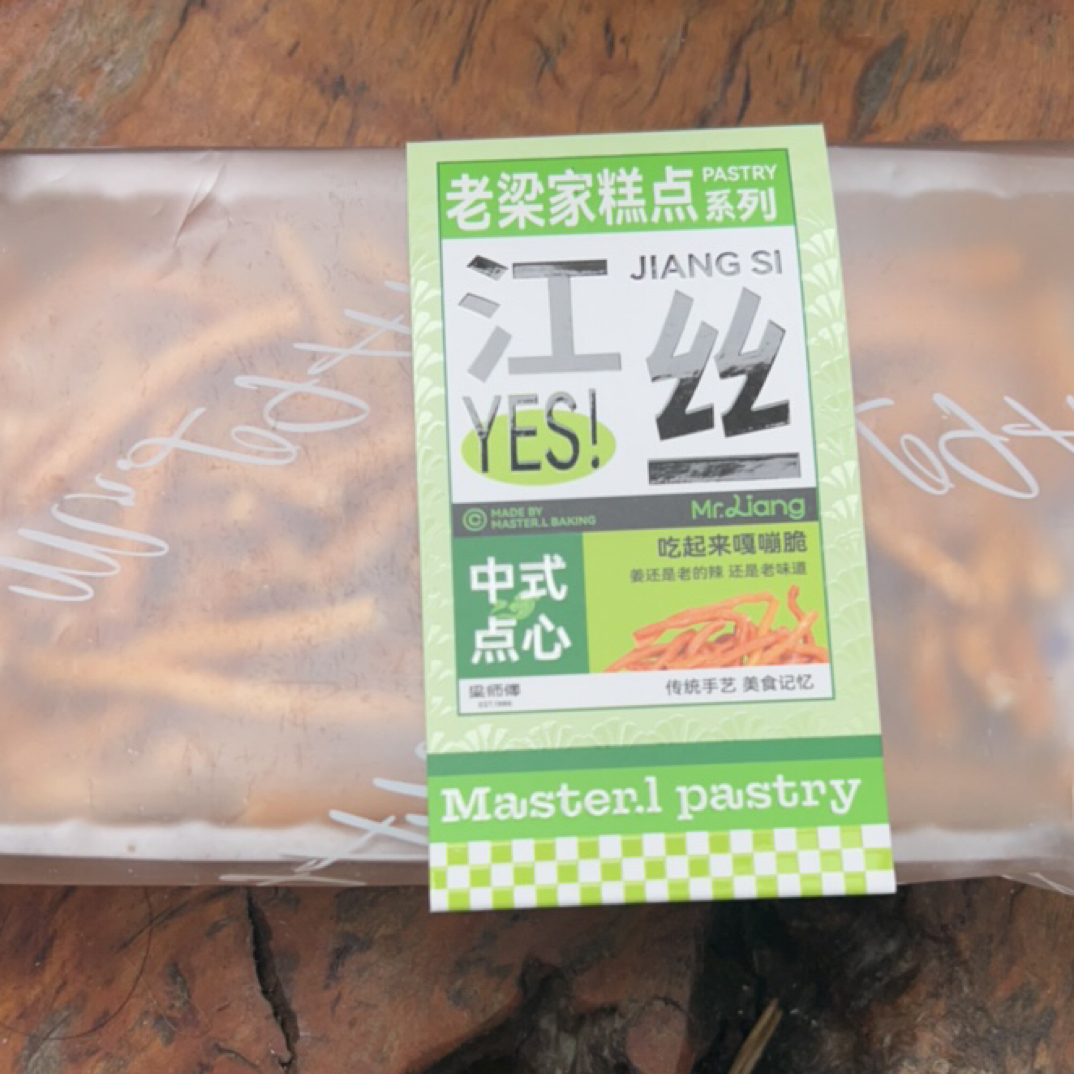 老梁家糕点 PASTRY 系列
江丝
JIANG SI
YES!
© MADE BY
MASTER.L BAKING
Mr.Liang
中式
点心
吃起来嘎嘣脆
姜还是老的辣 还是老味道
梁师傅
传统手艺 美食记忆
Master.l pastry